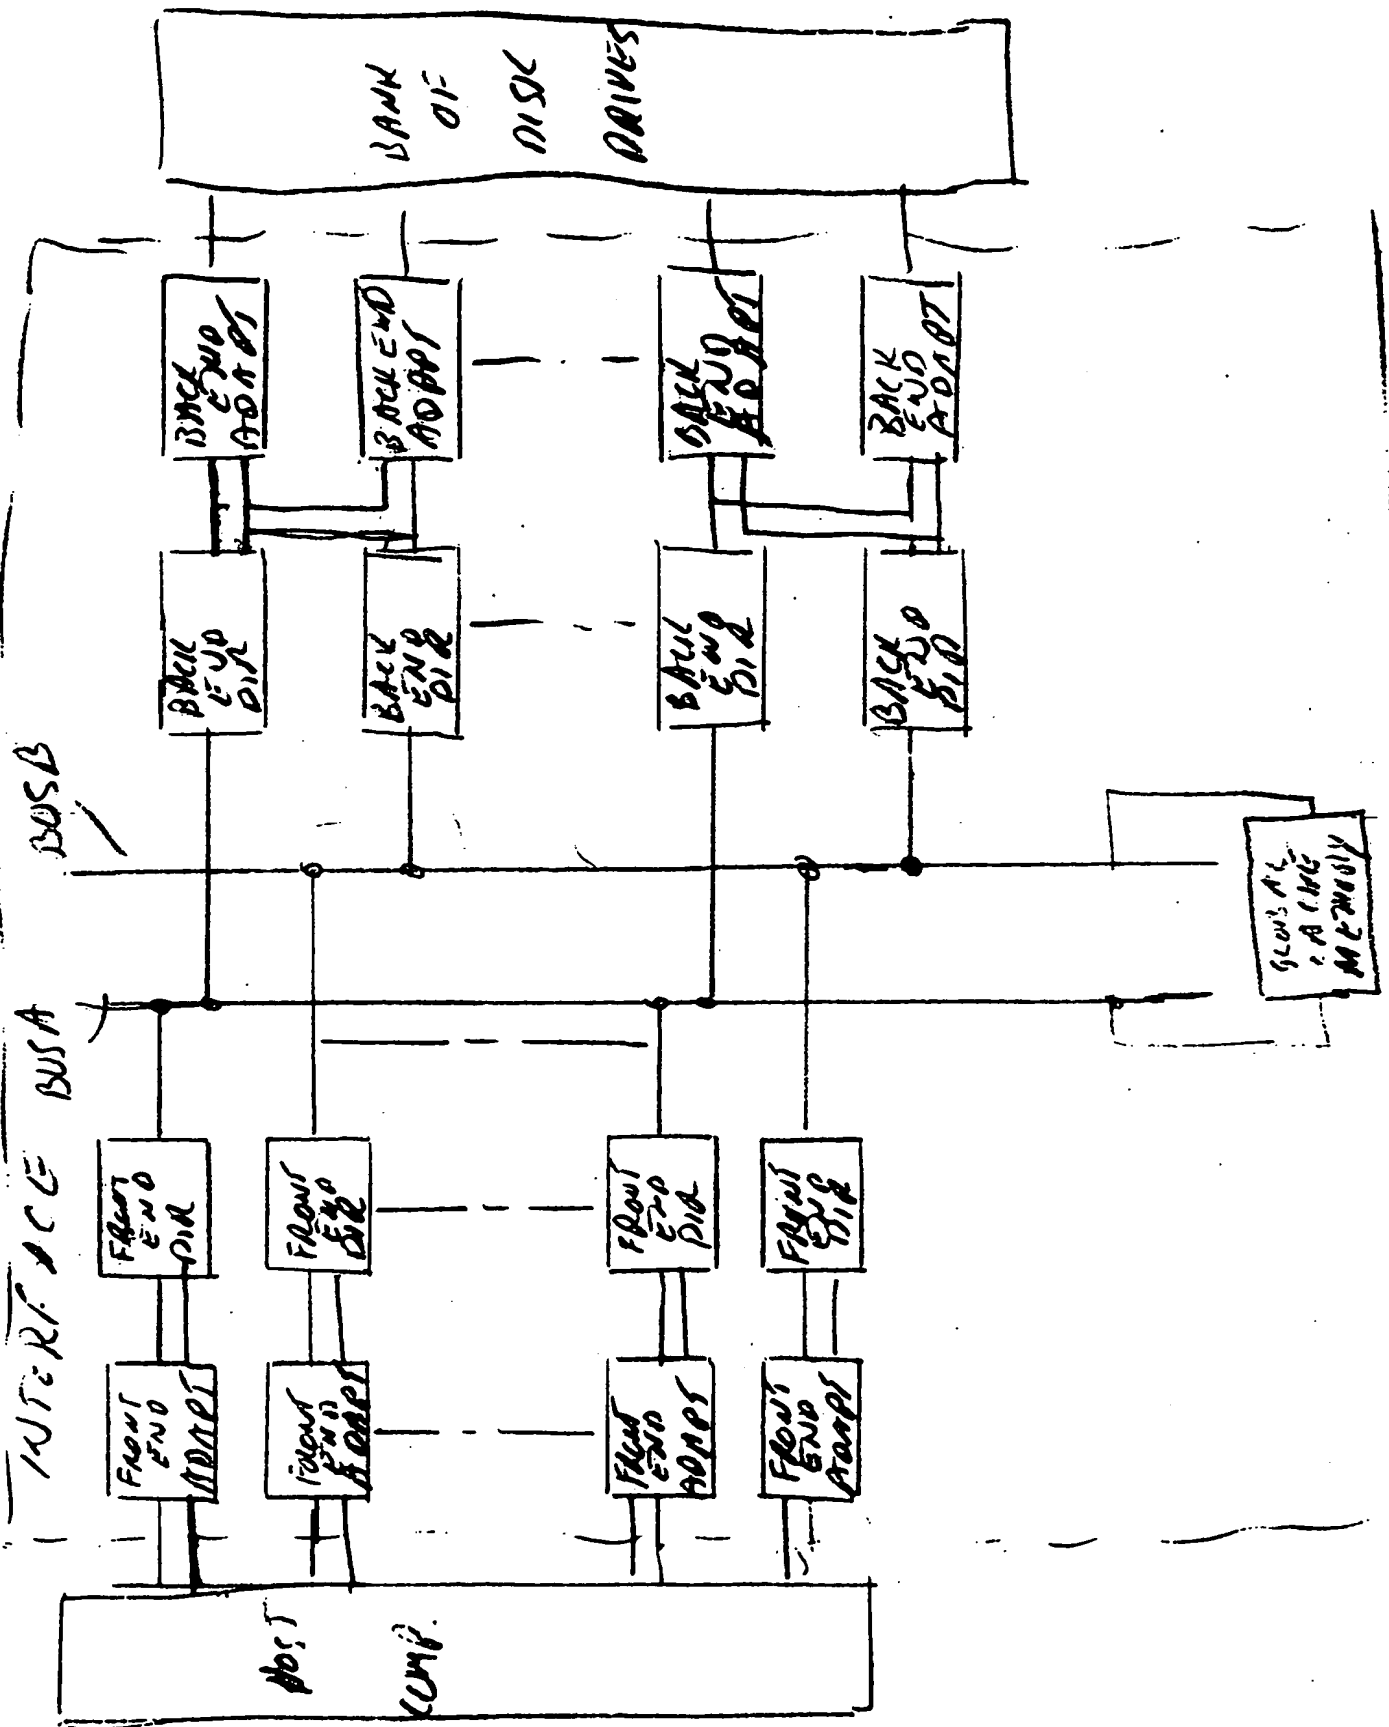 BANK
OF
DISK
DRIVES
BACK
END
ADAPT
BACK END
ADAPT
BACK
END
ADAPT
BACK
END
ADAPT
BACK
END
DIR
BACK
END
DIR
BACK
END
DIR
BACK
END
DIR
BUS B
BUS A
INTERFACE
GLOBAL
CACHE
MEMORY
FRONT
END
DIR
FRONT
END
DIR
FRONT
END
DIR
FRONT
END
DIR
FRONT
END
ADAPT
FRONT
END
ADAPT
FRONT
END
ADAPT
FRONT
END
ADAPT
HOST
COMP.